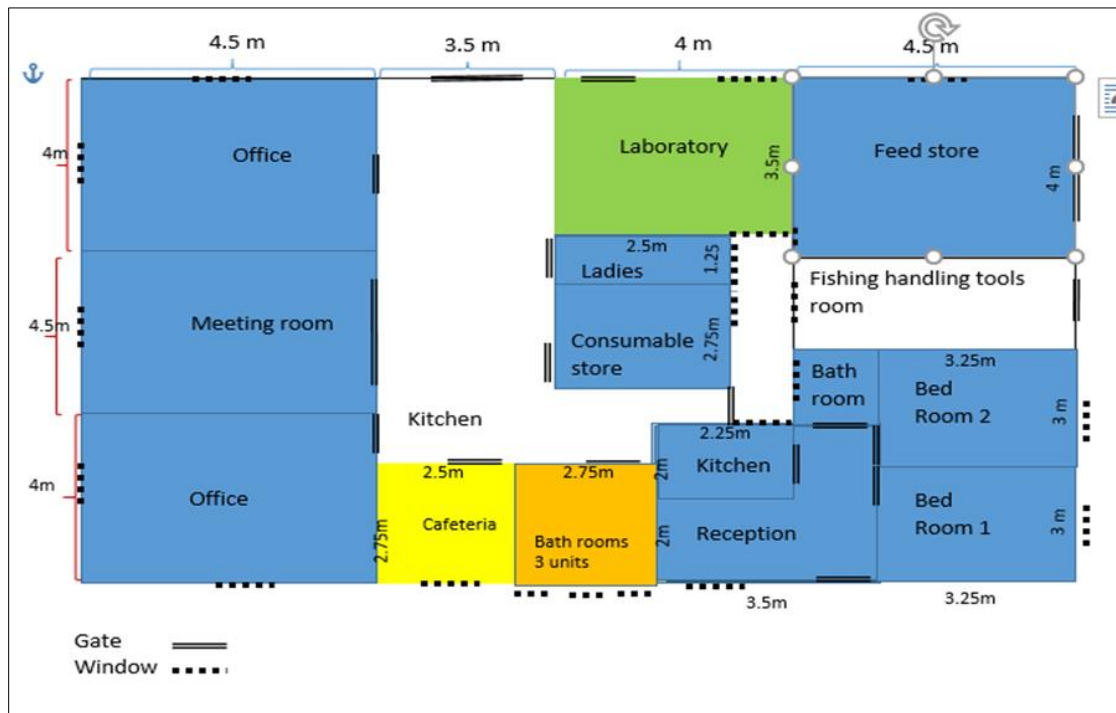 4.5 m
3.5 m
4 m
4.5 m
4m
Office
Laboratory
3.5m
Feed store
4 m
2.5m
Ladies
1.25
Fishing handling tools
room
4.5m
Meeting room
Consumable
store
2.75m
3.25m
Bath
room
Bed
Room 2
3 m
Kitchen
2.25m
Kitchen
2m
4m
Office
2.5m
2.75m
2.75m
Cafeteria
Bath rooms
3 units
2m
Reception
Bed
Room 1
3 m
3.5m
3.25m
Gate
Window